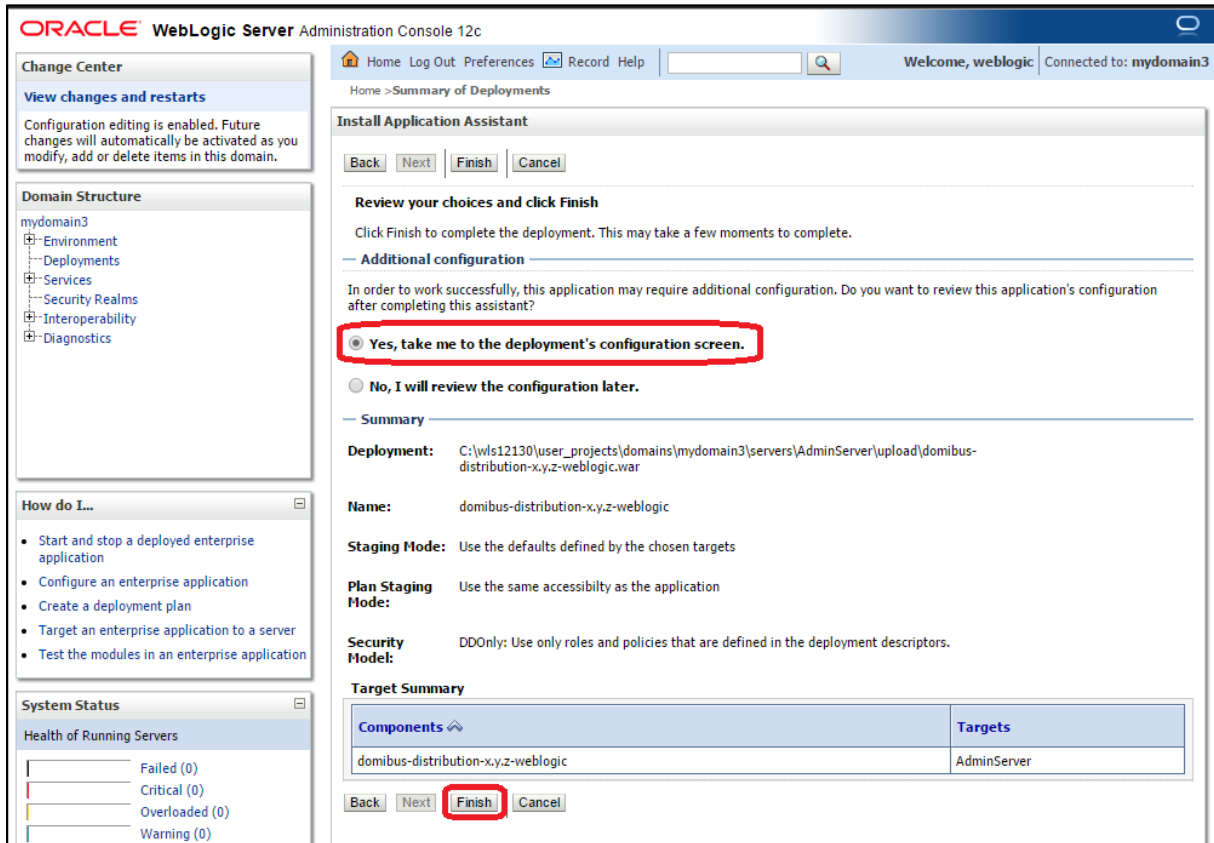 ORACLE WebLogic Server Administration Console 12c
Change Center
View changes and restarts
Configuration editing is enabled. Future
changes will automatically be activated as you
modify, add or delete items in this domain.
Domain Structure
mydomain3
Environment
Deployments
Services
Security Realms
Interoperability
Diagnostics
How do I...
Start and stop a deployed enterprise
application
Configure an enterprise application
Create a deployment plan
Target an enterprise application to a server
Test the modules in an enterprise application
System Status
Health of Running Servers
Failed (0)
Critical (0)
Overloaded (0)
Warning (0)
Home Log Out Preferences Record Help Welcome, weblogic Connected to: mydomain3
Home >Summary of Deployments
Install Application Assistant
Back Next Finish Cancel
Review your choices and click Finish
Click Finish to complete the deployment. This may take a few moments to complete.
Additional configuration
In order to work successfully, this application may require additional configuration. Do you want to review this application's configuration
after completing this assistant?
Yes, take me to the deployment's configuration screen.
No, I will review the configuration later.
Summary
Deployment: C:\wls12130\user_projects\domains\mydomain3\servers\AdminServer\upload\domibus-
distribution-x.y.z-weblogic.war
Name: domibus-distribution-x.y.z-weblogic
Staging Mode: Use the defaults defined by the chosen targets
Plan Staging Use the same accessibilty as the application
Mode:
Security DDOnly: Use only roles and policies that are defined in the deployment descriptors.
Model:
Target Summary
Components Targets
domibus-distribution-x.y.z-weblogic AdminServer
Back Next Finish Cancel